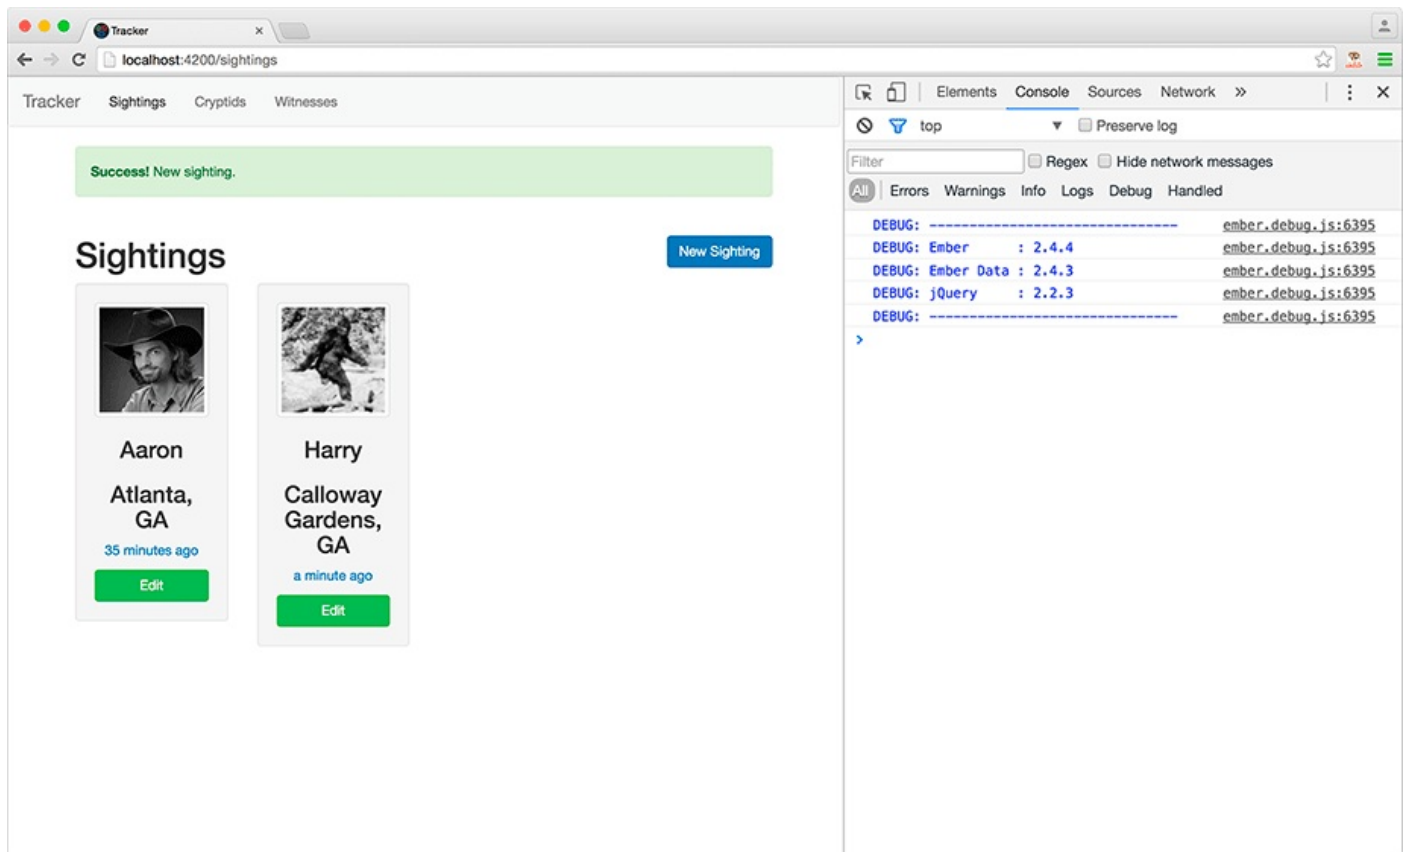 Tracker
localhost:4200/sightings
Tracker Sightings Cryptids Witnesses
Success! New sighting.
Sightings
New Sighting
Aaron
Atlanta,
GA
35 minutes ago
Edit
Harry
Calloway
Gardens,
GA
a minute ago
Edit
Elements Console Sources Network »
top Preserve log
Filter Regex Hide network messages
All Errors Warnings Info Logs Debug Handled
DEBUG: ------------------------------- ember.debug.js:6395
DEBUG: Ember : 2.4.4 ember.debug.js:6395
DEBUG: Ember Data : 2.4.3 ember.debug.js:6395
DEBUG: jQuery : 2.2.3 ember.debug.js:6395
DEBUG: ------------------------------- ember.debug.js:6395